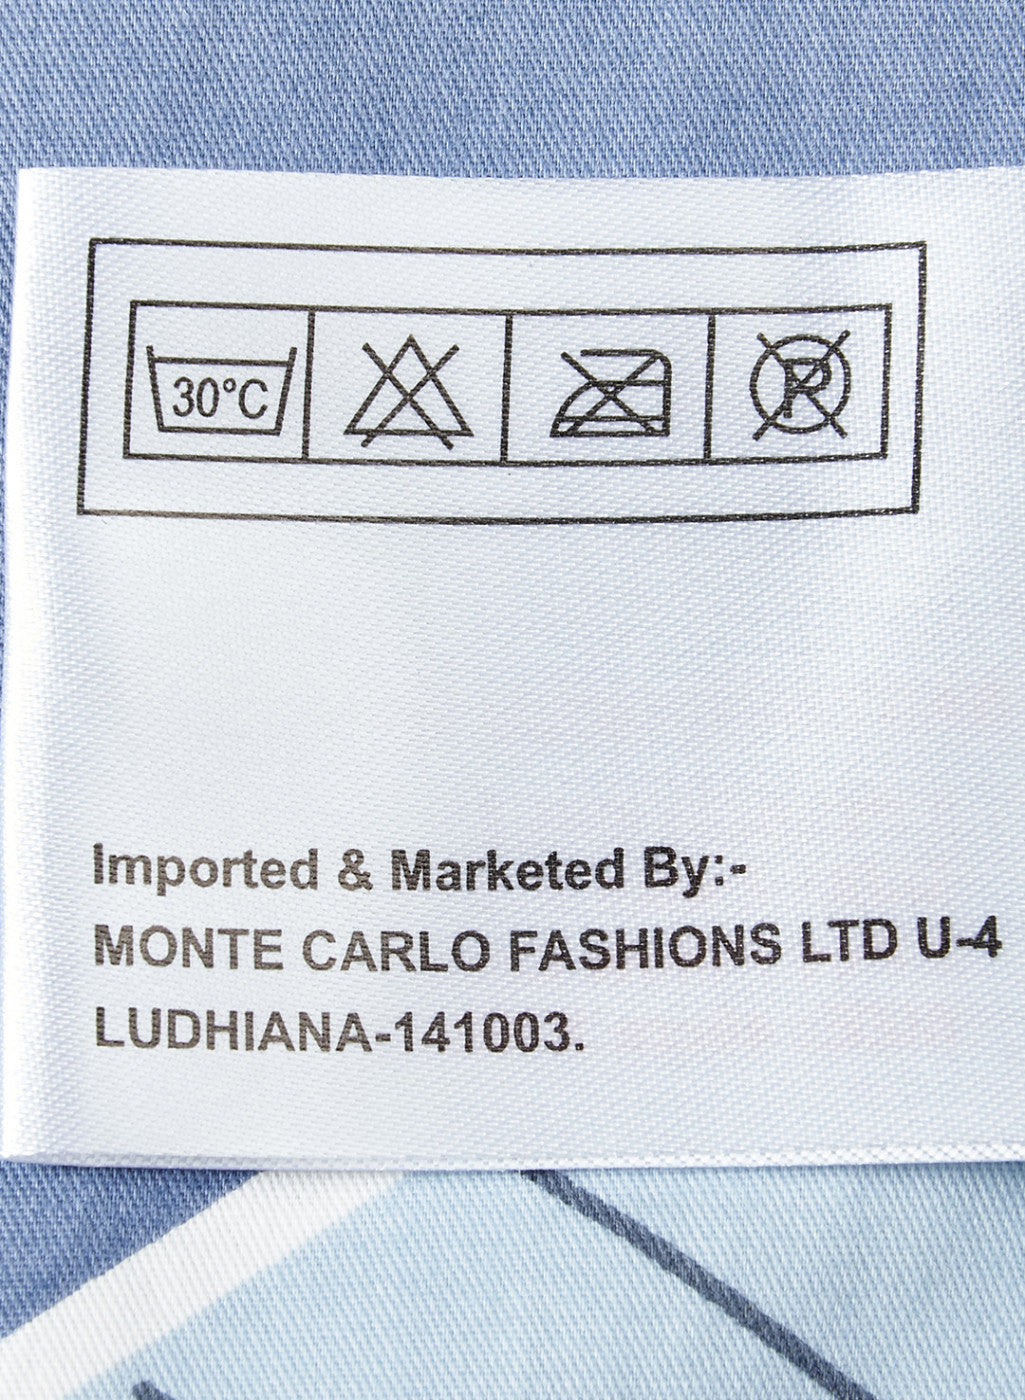 30°C
P
Imported & Marketed By:-
MONTE CARLO FASHIONS LTD U-4
LUDHIANA-141003.